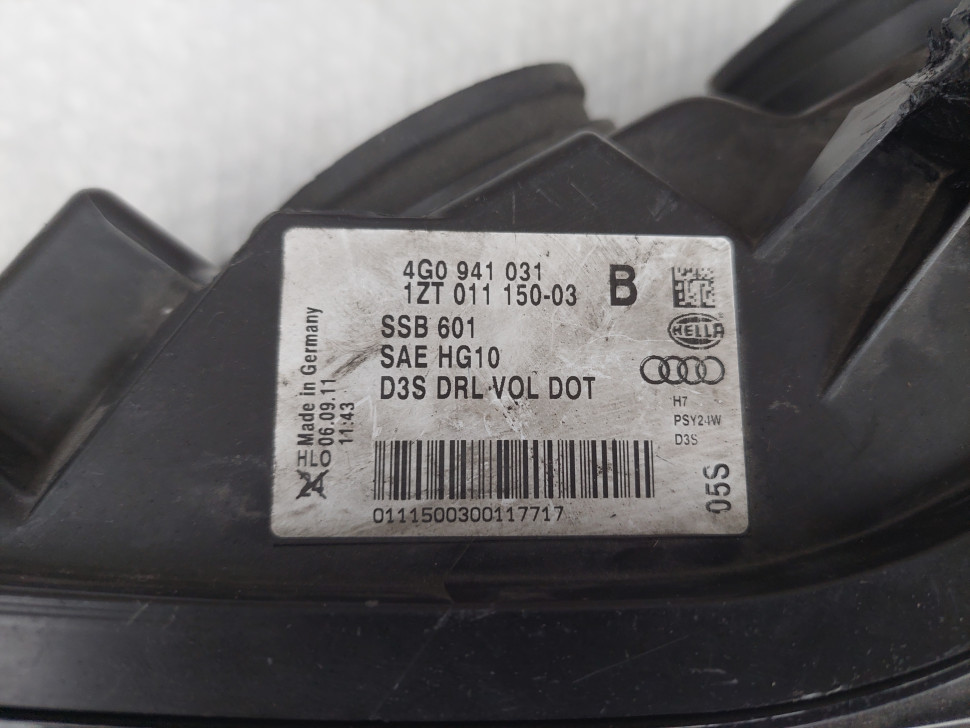 4G0 941 031
1ZT 011 150-03
B
SSB 601
SAE HG10
D3S DRL VOL DOT
HELLA
H7
PSY24W
D3S
05S
Made in Germany
HLO 06.09.11
11:43
0111500300117717